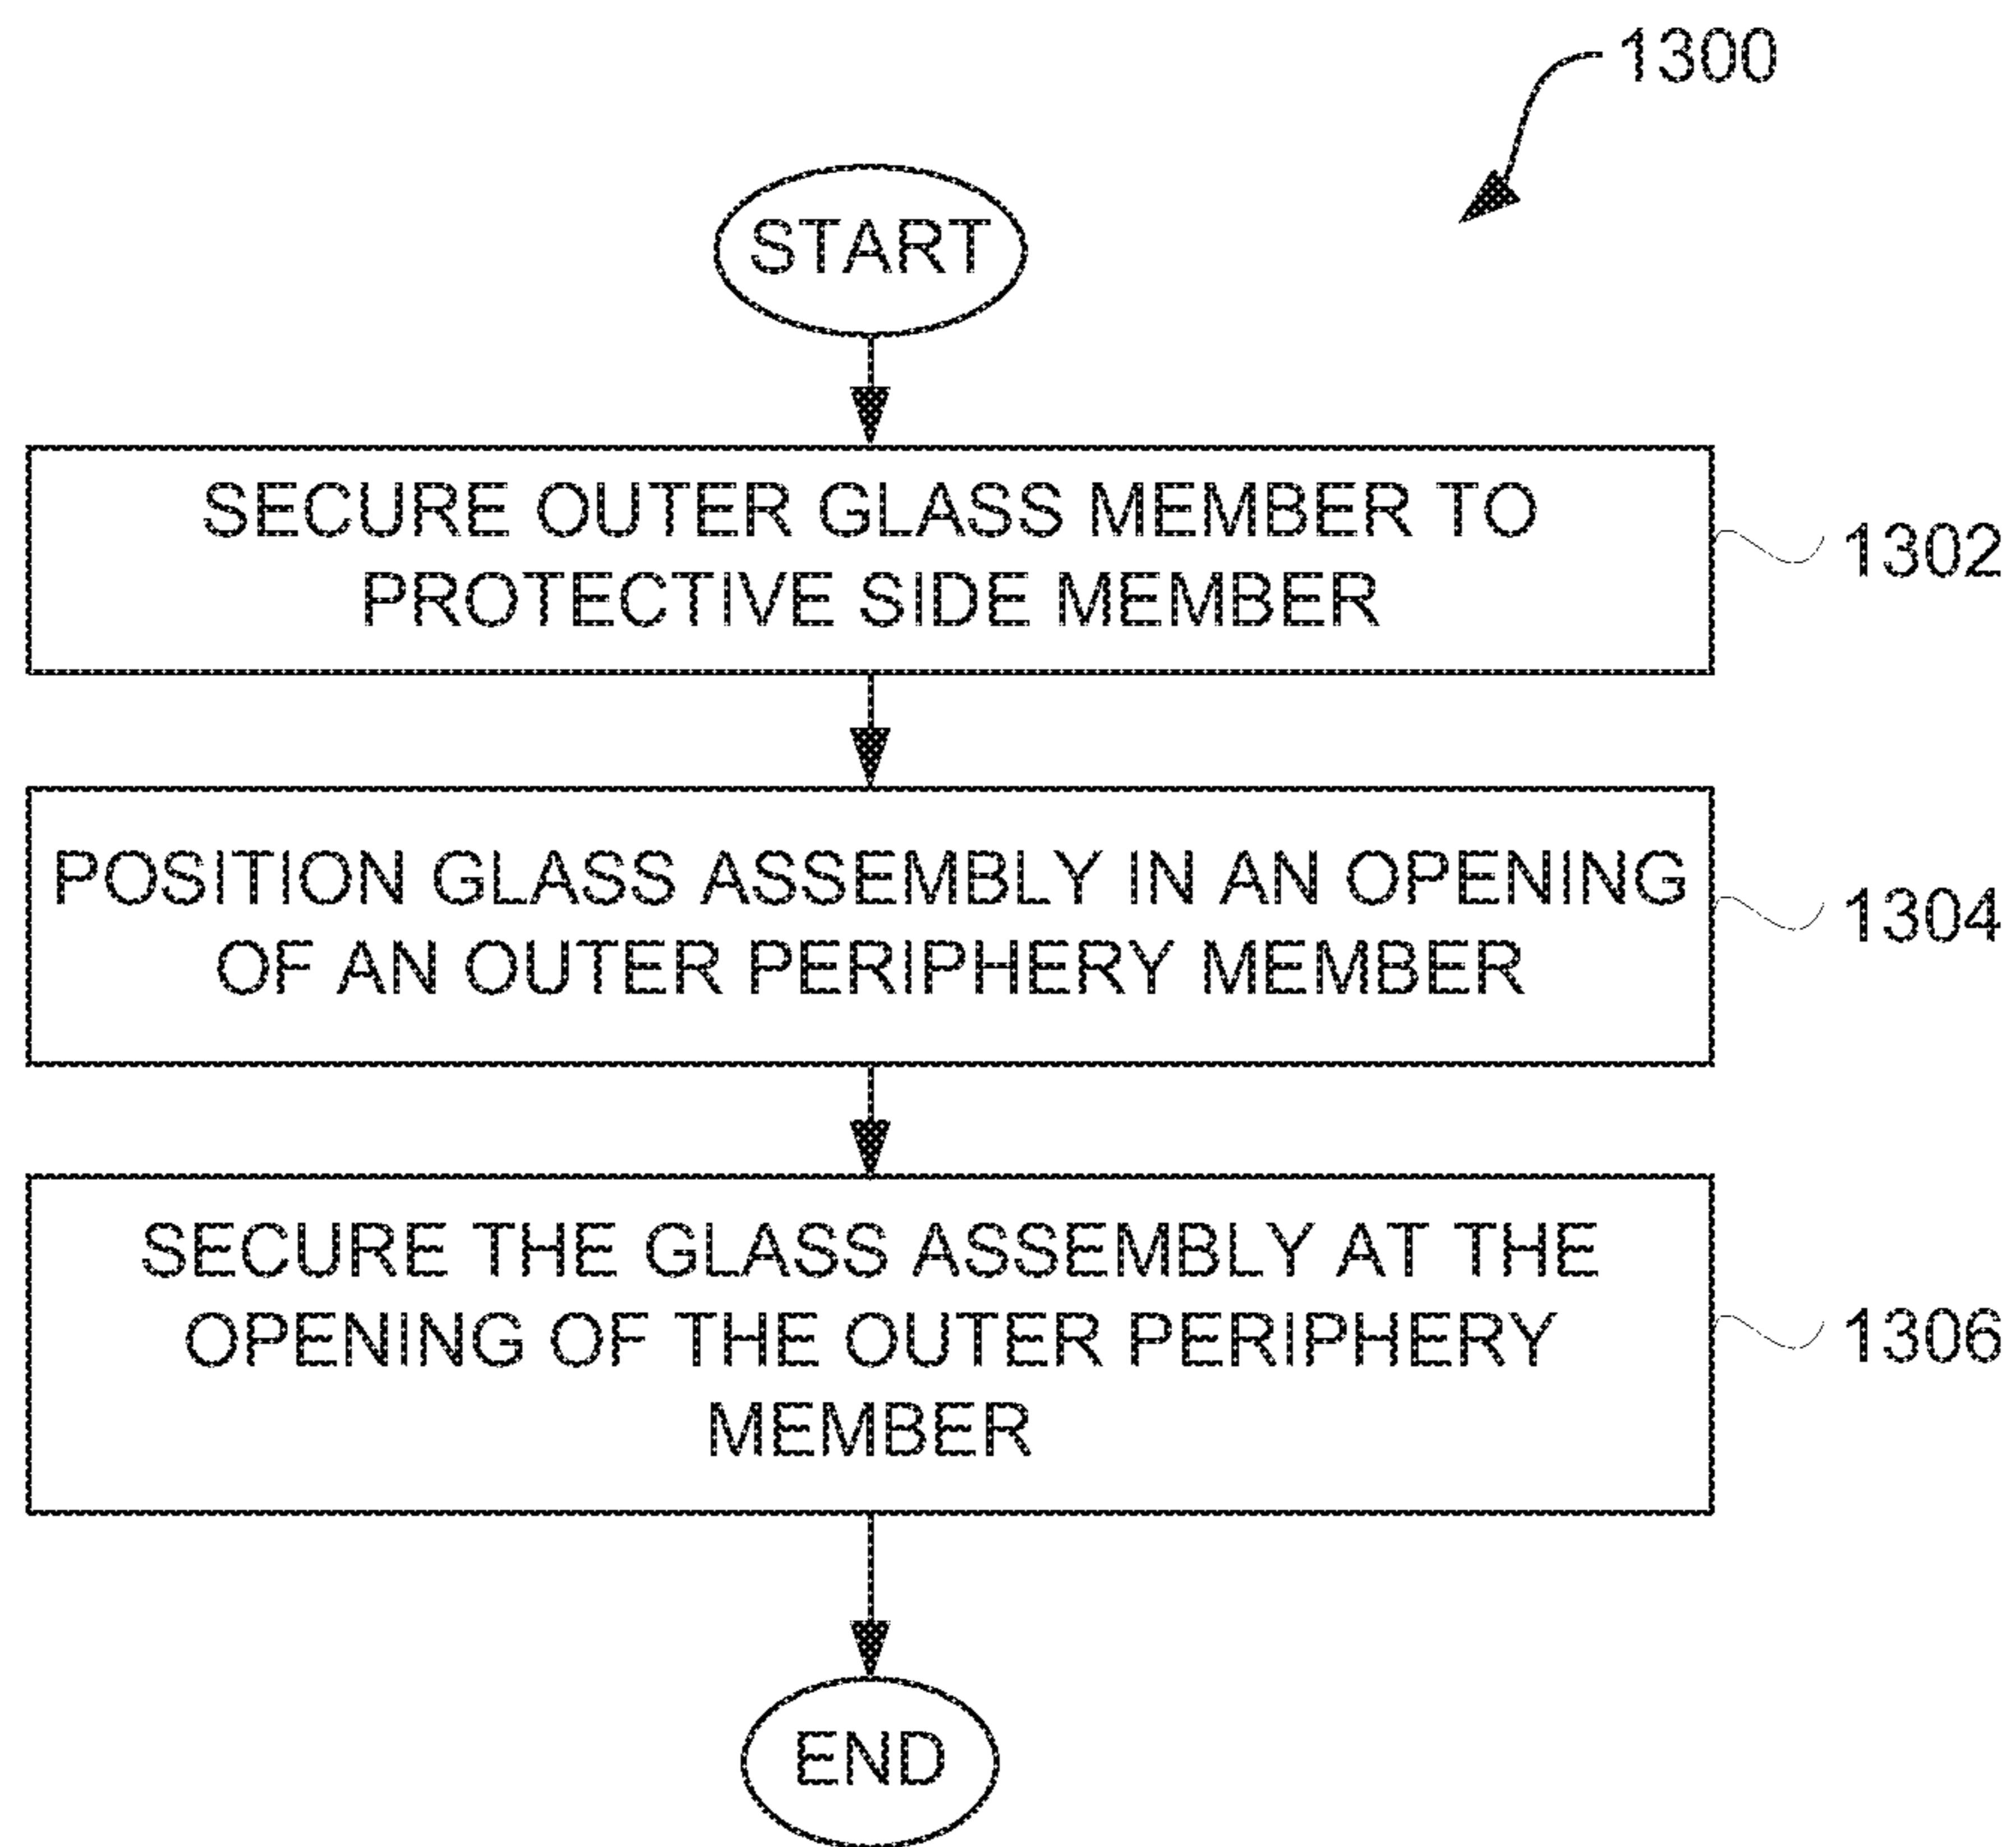 1300
START
SECURE OUTER GLASS MEMBER TO
PROTECTIVE SIDE MEMBER
1302
POSITION GLASS ASSEMBLY IN AN OPENING
OF AN OUTER PERIPHERY MEMBER
1304
SECURE THE GLASS ASSEMBLY AT THE
OPENING OF THE OUTER PERIPHERY
MEMBER
1306
END